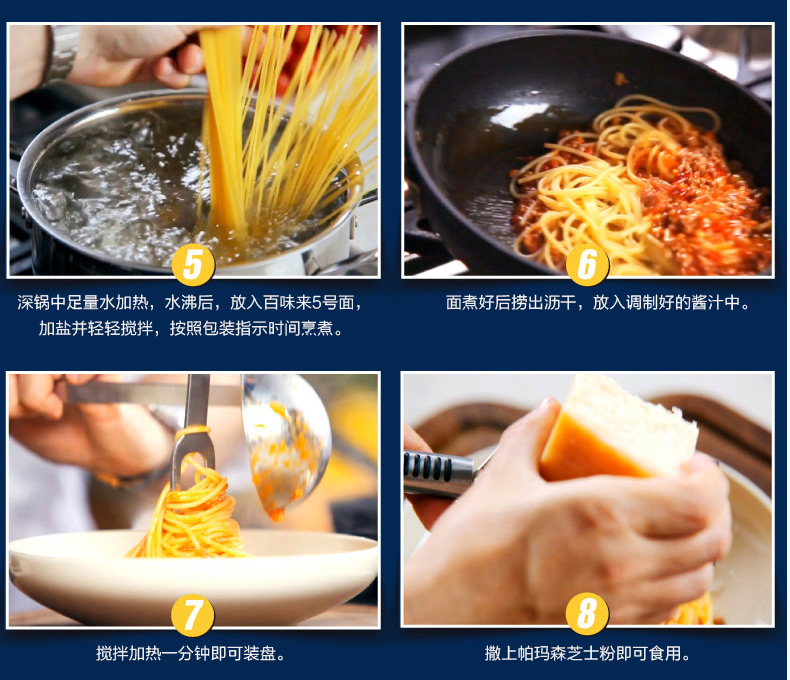 5
深锅中足量水加热，水沸后，放入百味来5号面，
加盐并轻轻搅拌，按照包装指示时间烹煮。
6
面煮好后捞出沥干，放入调制好的酱汁中。
7
搅拌加热一分钟即可装盘。
8
撒上帕玛森芝士粉即可食用。